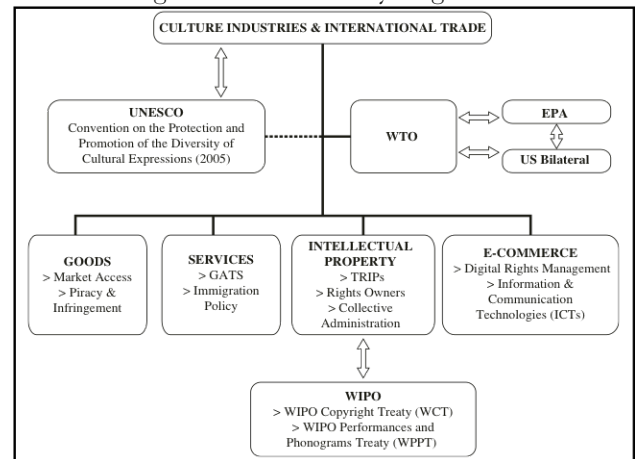 CULTURE INDUSTRIES & INTERNATIONAL TRADE
UNESCO
Convention on the Protection and
Promotion of the Diversity of
Cultural Expressions (2005)
WTO
EPA
US Bilateral
GOODS
> Market Access
> Piracy &
Infringement
SERVICES
> GATS
> Immigration
Policy
INTELLECTUAL
PROPERTY
> TRIPs
> Rights Owners
> Collective
Administration
E-COMMERCE
> Digital Rights Management
> Information &
Communication
Technologies (ICTs)
WIPO
> WIPO Copyright Treaty (WCT)
> WIPO Performances and
Phonograms Treaty (WPPT)